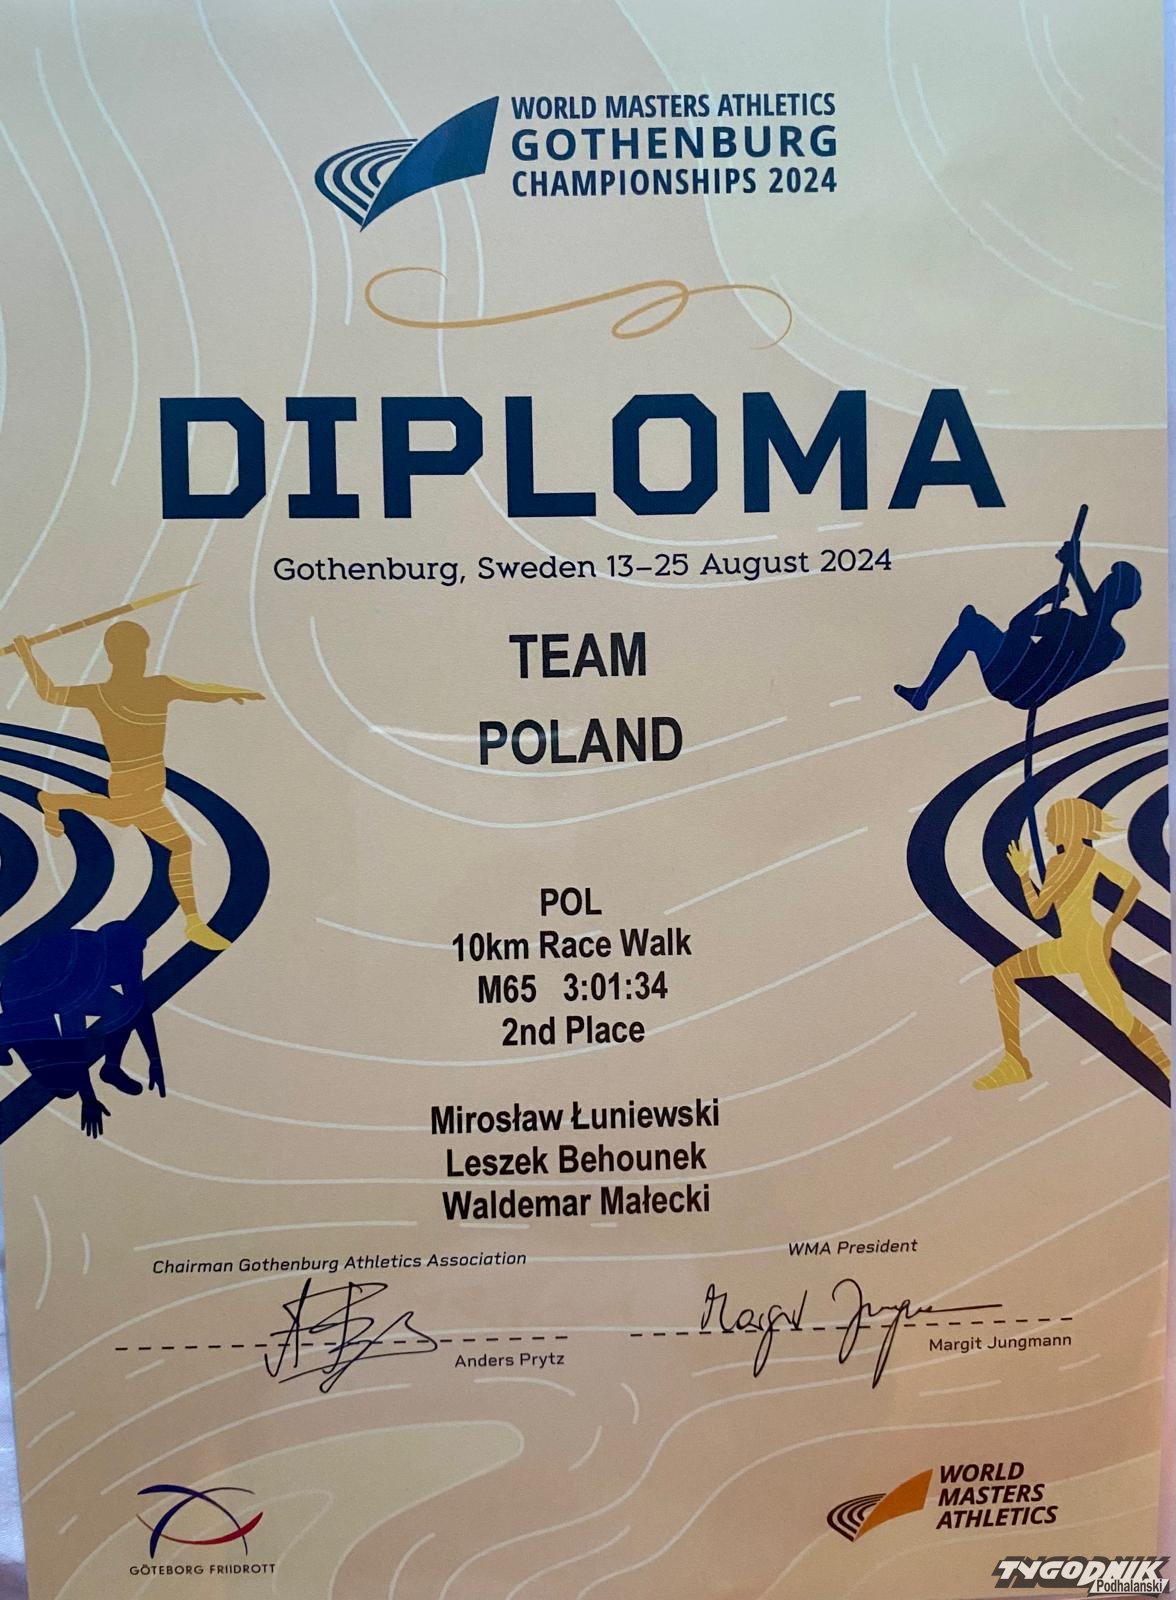 WORLD MASTERS ATHLETICS
GOTHENBURG
CHAMPIONSHIPS 2024
DIPLOMA
Gothenburg, Sweden 13–25 August 2024
TEAM
POLAND
POL
10km Race Walk
M65 3:01:34
2nd Place
Mirosław Łuniewski
Leszek Behounek
Waldemar Małecki
Chairman Gothenburg Athletics Association
WMA President
Margit Jungmann
Anders Prytz
Margit Jungmann
GÖTEBORG FRIIDROTT
WORLD
MASTERS
ATHLETICS
TYGODNIK
Podhalański